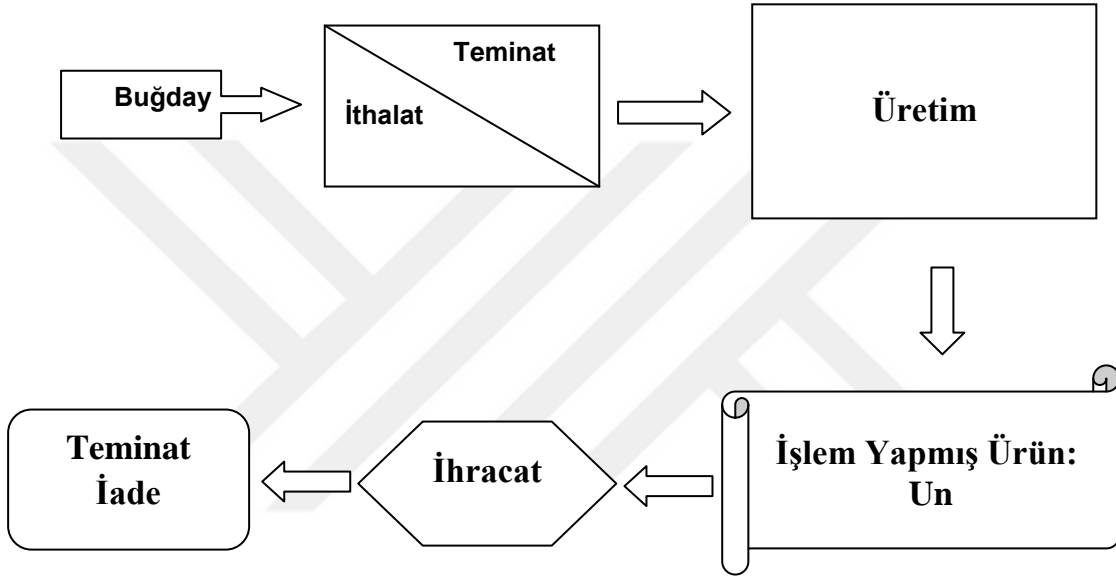 Buğday
Teminat
İthalat
Üretim
İşlem Yapmış Ürün:
Un
İhracat
Teminat
İade